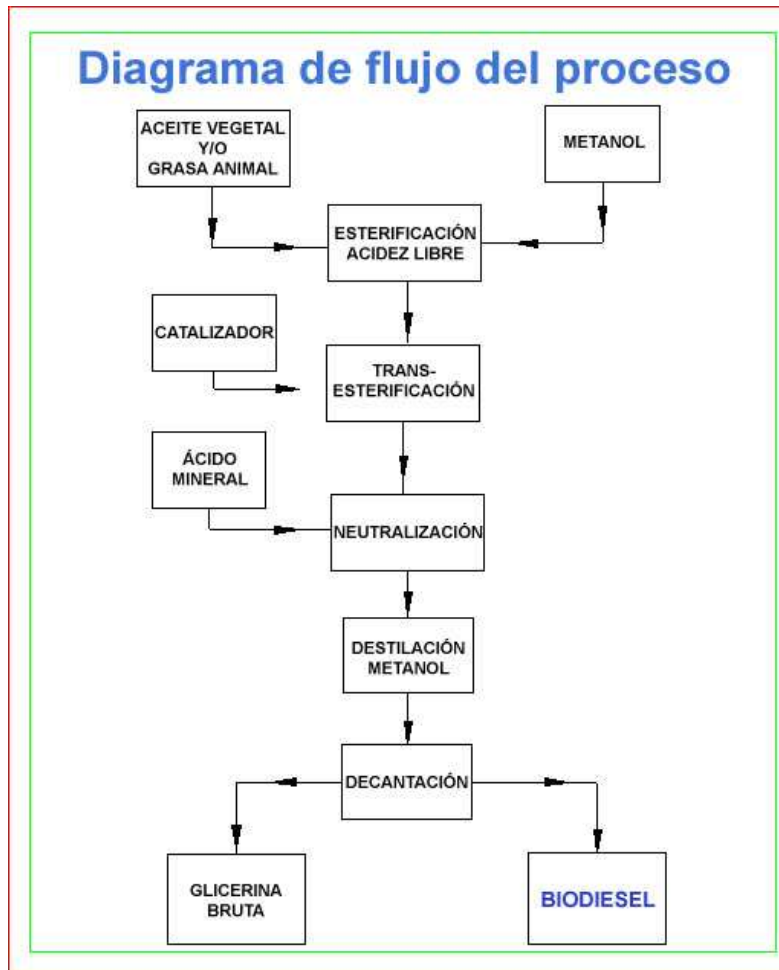 Diagrama de flujo del proceso
ACEITE VEGETAL
Y/O
GRASA ANIMAL
METANOL
ESTERIFICACIÓN
ACIDEZ LIBRE
CATALIZADOR
TRANS-
ESTERIFICACIÓN
ÁCIDO
MINERAL
NEUTRALIZACIÓN
DESTILACIÓN
METANOL
DECANTACIÓN
GLICERINA
BRUTA
BIODIESEL